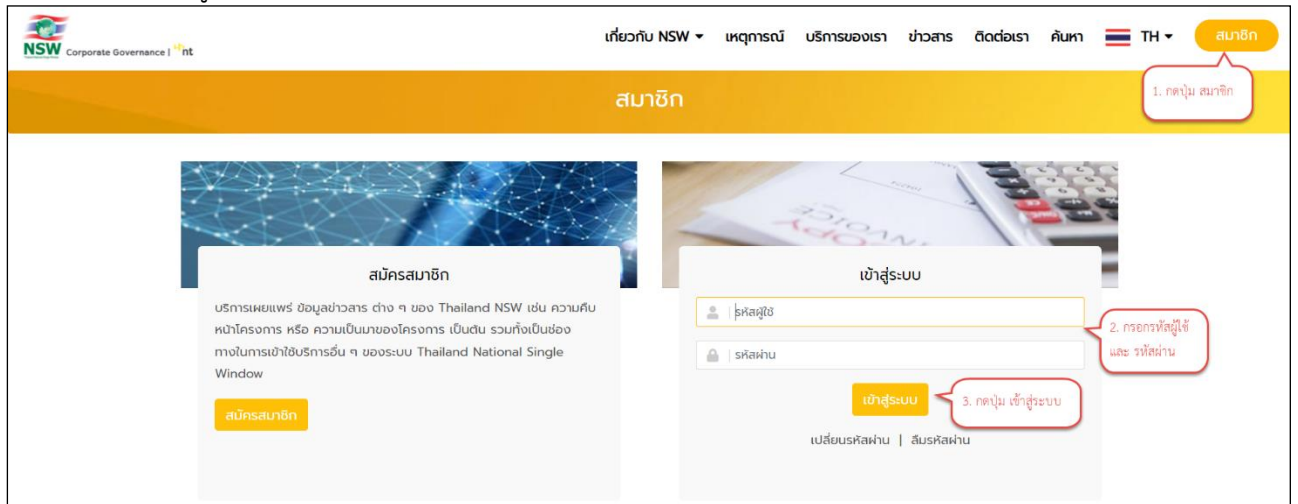 NSW Corporate Governance | nt
เกี่ยวกับ NSW เหตุการณ์ บริการของเรา ข่าวสาร ติดต่อเรา ค้นหา TH สมาชิก
1. กดปุ่ม สมาชิก
สมาชิก
INVOICE
COPY
สมัครสมาชิก
บริการเผยแพร่ ข้อมูลข่าวสาร ต่าง ๆ ของ Thailand NSW เช่น ความคืบ
หน้าโครงการ หรือ ความเป็นมาของโครงการ เป็นต้น รวมทั้งเป็นช่อง
ทางในการเข้าใช้บริการอื่น ๆ ของระบบ Thailand National Single
Window
สมัครสมาชิก
เข้าสู่ระบบ
รหัสผู้ใช้
รหัสผ่าน
2. กรอกรหัสผู้ใช้
และ รหัสผ่าน
เข้าสู่ระบบ
3. กดปุ่ม เข้าสู่ระบบ
เปลี่ยนรหัสผ่าน | ลืมรหัสผ่าน